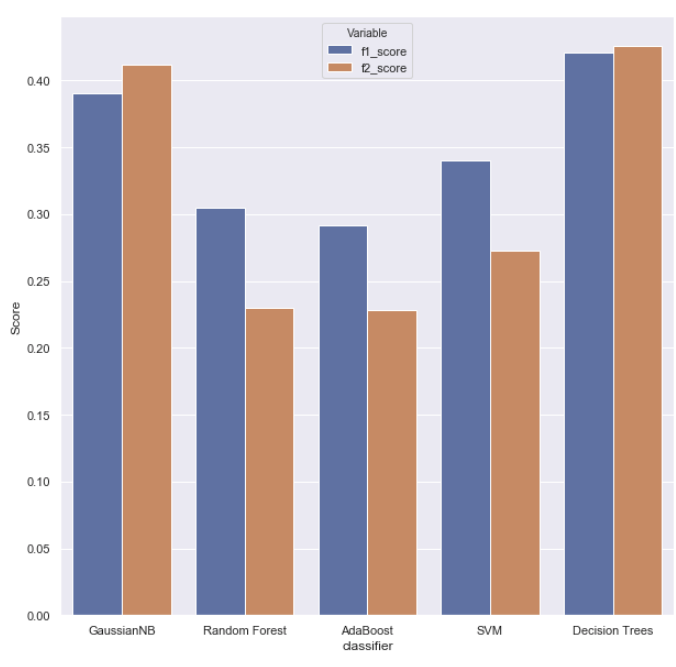 Variable
f1_score
f2_score
0.40
0.35
0.30
0.25
0.20
0.15
0.10
0.05
0.00
Score
GaussianNB Random Forest AdaBoost SVM Decision Trees
classifier